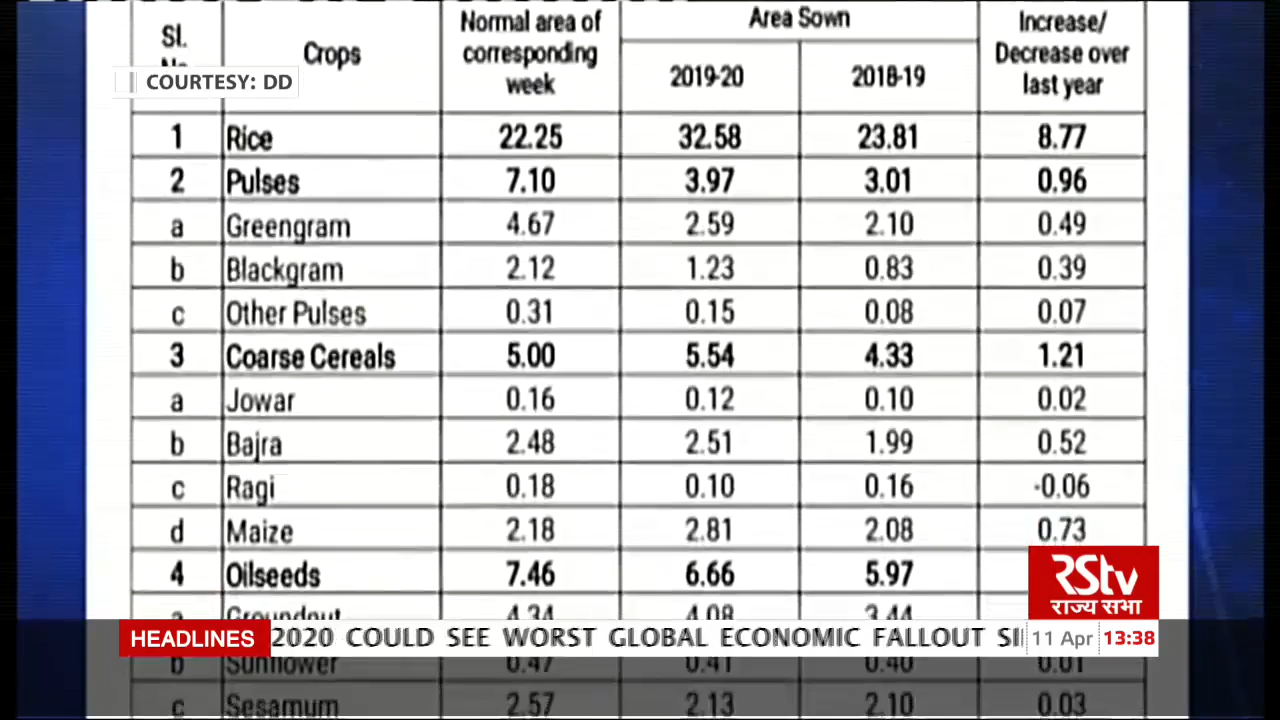 Sl. Crops Normal area of corresponding week Area Sown Increase/ Decrease over last year
2019-20 2018-19
COURTESY: DD
1 Rice 22.25 32.58 23.81 8.77
2 Pulses 7.10 3.97 3.01 0.96
a Greengram 4.67 2.59 2.10 0.49
b Blackgram 2.12 1.23 0.83 0.39
c Other Pulses 0.31 0.15 0.08 0.07
3 Coarse Cereals 5.00 5.54 4.33 1.21
a Jowar 0.16 0.12 0.10 0.02
b Bajra 2.48 2.51 1.99 0.52
c Ragi 0.18 0.10 0.16 -0.06
d Maize 2.18 2.81 2.08 0.73
4 Oilseeds 7.46 6.66 5.97
RSTV
राज्य सभा
a Groundnut 4.34 4.08 3.44
HEADLINES 2020 COULD SEE WORST GLOBAL ECONOMIC FALLOUT 11 Apr 13:38
b Sunflower 0.47 0.41 0.40 0.01
c Sesamum 2.57 2.13 2.10 0.03